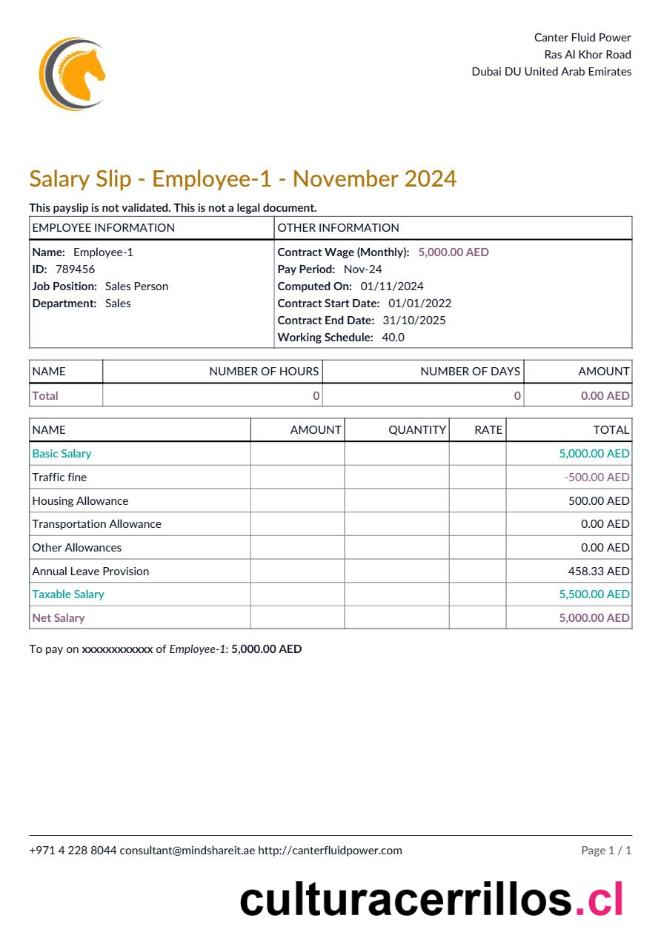 Canter Fluid Power
Ras Al Khor Road
Dubai DU United Arab Emirates
Salary Slip - Employee-1 - November 2024
This payslip is not validated. This is not a legal document.
EMPLOYEE INFORMATION OTHER INFORMATION
Name: Employee-1 Contract Wage (Monthly): 5,000.00 AED
ID: 789456 Pay Period: Nov-24
Job Position: Sales Person Computed On: 01/11/2024
Department: Sales Contract Start Date: 01/01/2022
Contract End Date: 31/10/2025
Working Schedule: 40.0
NAME NUMBER OF HOURS NUMBER OF DAYS AMOUNT
Total 0 0 0.00 AED
NAME AMOUNT QUANTITY RATE TOTAL
Basic Salary 5,000.00 AED
Traffic fine -500.00 AED
Housing Allowance 500.00 AED
Transportation Allowance 0.00 AED
Other Allowances 0.00 AED
Annual Leave Provision 458.33 AED
Taxable Salary 5,500.00 AED
Net Salary 5,000.00 AED
To pay on xxxxxxxxxxxx of Employee-1: 5,000.00 AED
+971 4 228 8044 consultant@mindshareit.ae http://canterfluidpower.com Page 1 / 1
culturacerrillos.cl